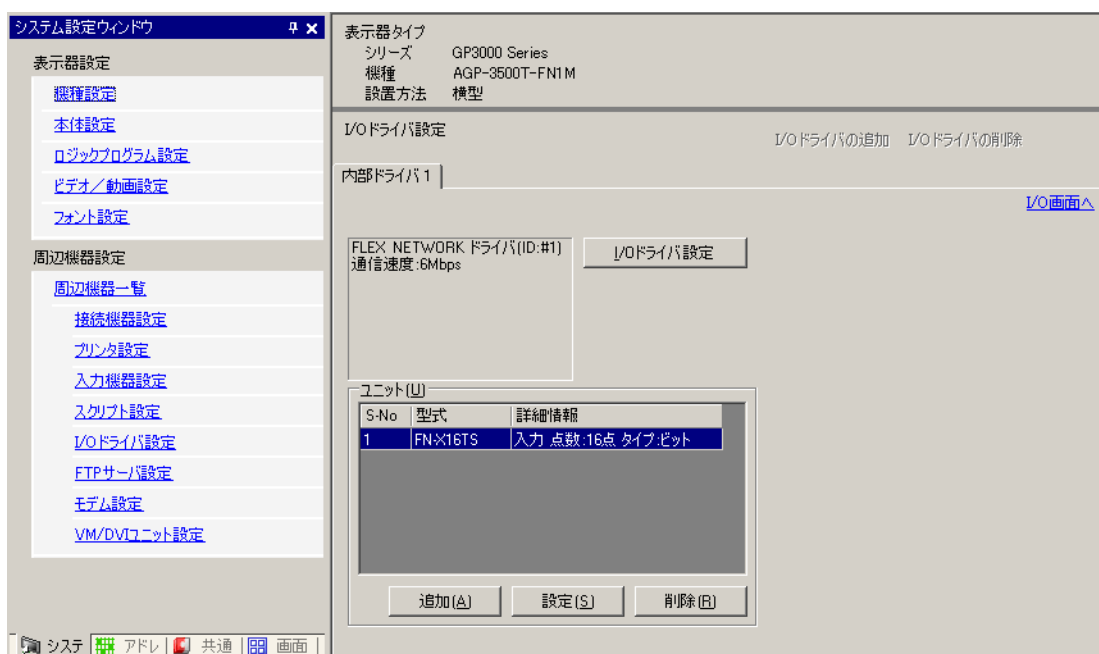 システム設定ウィンドウ
表示器設定
機種設定
本体設定
ロジックプログラム設定
ビデオ／動画設定
フォント設定
周辺機器設定
周辺機器一覧
接続機器設定
プリンタ設定
入力機器設定
スクリプト設定
I/Oドライバ設定
FTPサーバ設定
モデム設定
VM/DVIユニット設定
システ アドレ 共通 画面
表示器タイプ
シリーズ GP3000 Series
機種 AGP-3500T-FN1M
設置方法 横型
I/Oドライバ設定
I/Oドライバの追加 I/Oドライバの削除
内部ドライバ1
I/O画面へ
FLEX NETWORK ドライバ(ID:#1)
通信速度:6Mbps
I/Oドライバ設定
ユニット(U)
S-No 型式 詳細情報
1 FN-X16TS 入力 点数:16点 タイプ:ビット
追加(A) 設定(S) 削除(R)